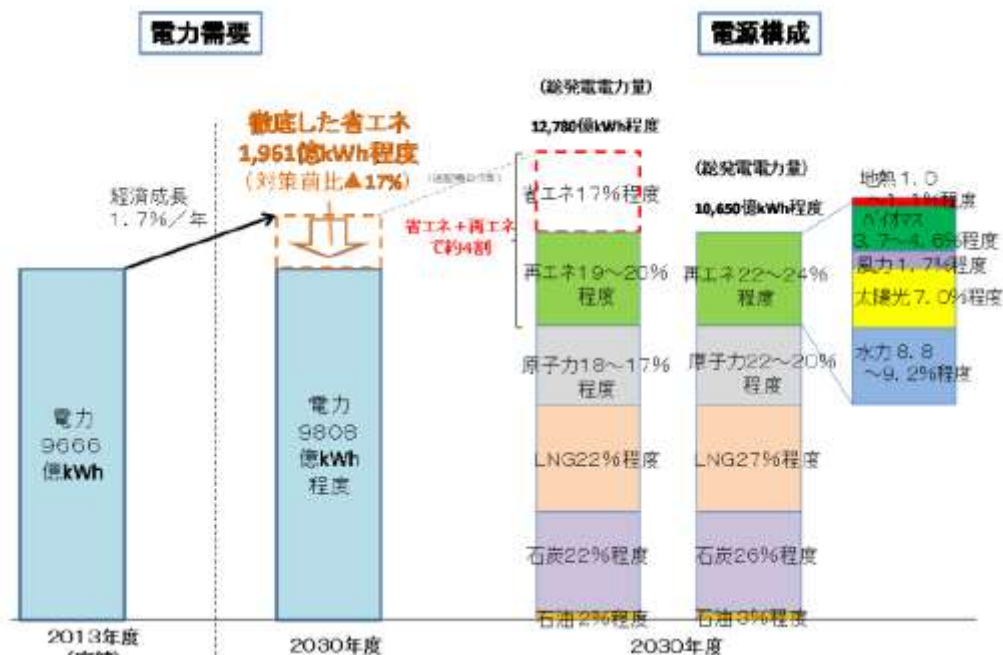 電力需要
電源構成
(総発電電力量)
12,780億kWh程度
徹底した省エネ
1,961億kWh程度
(対策前比▲17%)
経済成長
1.7%/年
(総発電電力量)
10,650億kWh程度
省エネ+再エネ
で約4割
省エネ17%程度
再エネ19~20%
程度
原子力18~17%
程度
LNG22%程度
石炭22%程度
石油2%程度
再エネ22~24%
程度
原子力22~20%
程度
LNG27%程度
石炭26%程度
石油3%程度
地熱1.0
~1.1%程度
バイオマス
3.7~4.6%程度
風力1.7%程度
太陽光7.0%程度
水力8.8
~9.2%程度
電力
9666
億kWh
電力
9808
億kWh
程度
2013年度
2030年度
2030年度